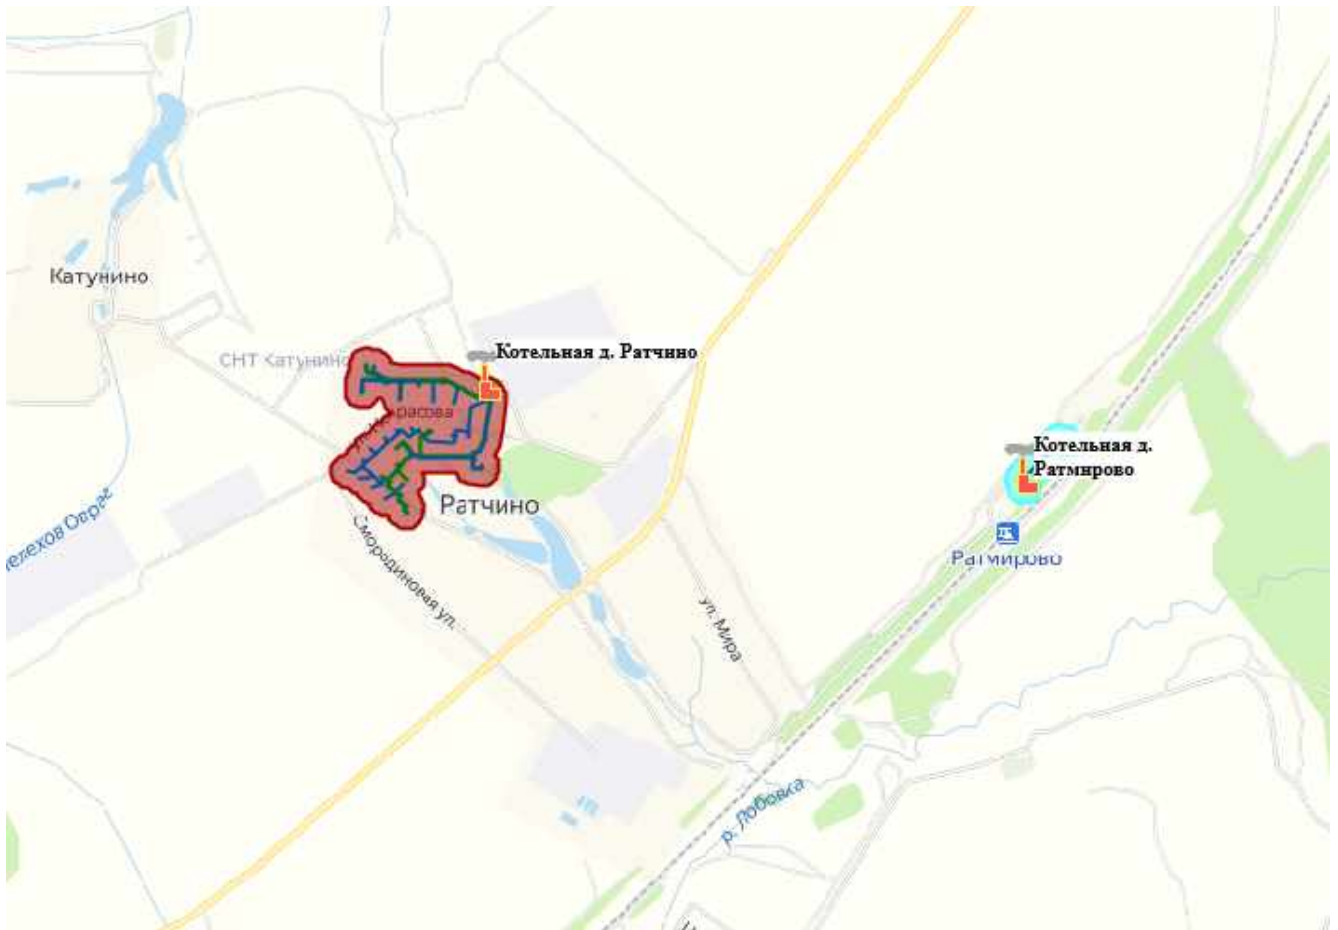 Катунино
СНТ Катунино
Котельная д. Ратчино
Ратчино
Смородиновая ул.
ул. Мира
Котельная д.
Ратмирово
Ратмирово
р. Лобовка